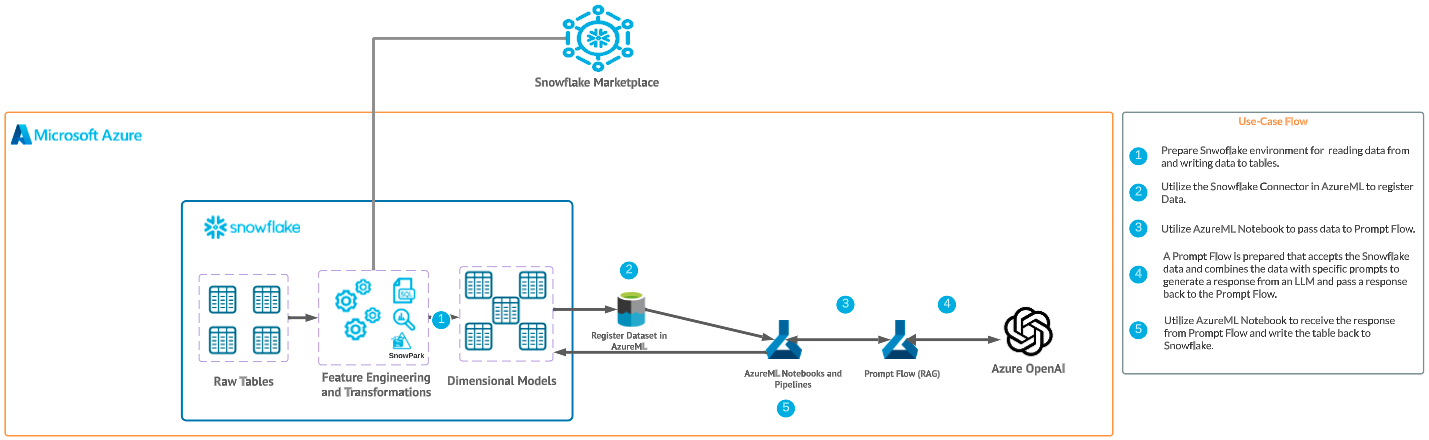 Snowflake Marketplace
Microsoft Azure
snowflake
SQL
SnowPark
1
2
3
4
Raw Tables
Feature Engineering
and Transformations
Dimensional Models
Register Dataset in
AzureML
AzureML Notebooks and
Pipelines
5
Prompt Flow (RAG)
Azure OpenAI
Use-Case Flow
1
Prepare Snwoflake environment for reading data from
and writing data to tables.
2
Utilize the Snowflake Connector in AzureML to register
Data.
3
Utilize AzureML Notebook to pass data to Prompt Flow.
4
A Prompt Flow is prepared that accepts the Snowflake
data and combines the data with specific prompts to
generate a response from an LLM and pass a response
back to the Prompt Flow.
5
Utilize AzureML Notebook to receive the response
from Prompt Flow and write the table back to
Snowflake.